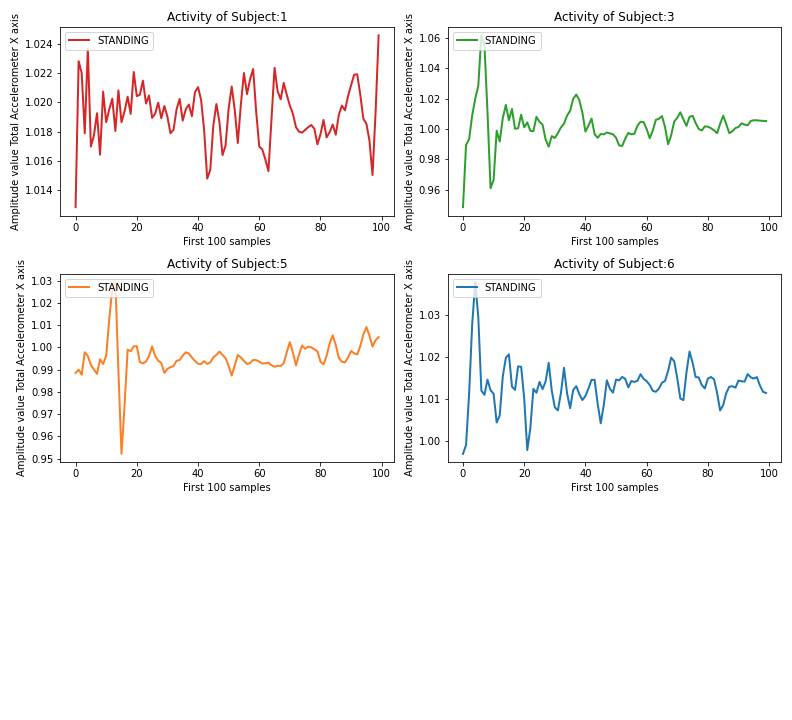 Activity of Subject:1
Amplitude value Total Accelerometer X axis
STANDING
1.024
1.022
1.020
1.018
1.016
1.014
0 20 40 60 80 100
First 100 samples
Activity of Subject:3
Amplitude value Total Accelerometer X axis
STANDING
1.06
1.04
1.02
1.00
0.98
0.96
0 20 40 60 80 100
First 100 samples
Activity of Subject:5
Amplitude value Total Accelerometer X axis
STANDING
1.03
1.02
1.01
1.00
0.99
0.98
0.97
0.96
0.95
0 20 40 60 80 100
First 100 samples
Activity of Subject:6
Amplitude value Total Accelerometer X axis
STANDING
1.03
1.02
1.01
1.00
0 20 40 60 80 100
First 100 samples